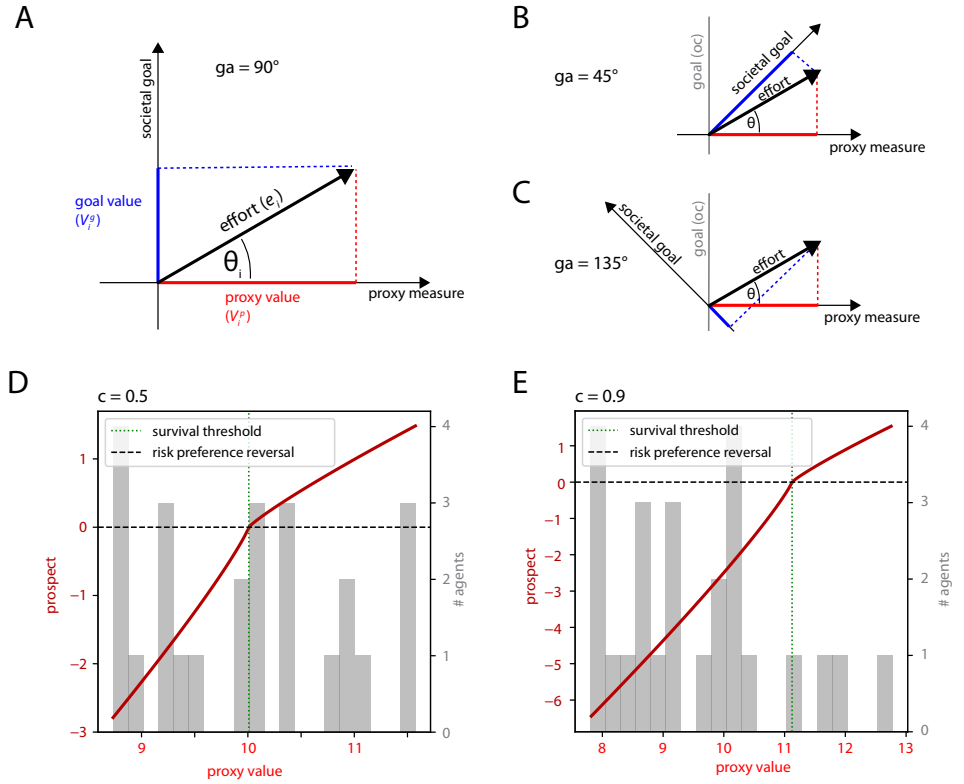 A
ga = 90°
societal goal
goal value
(V_i^g)
effort (e_i)
θ_i
proxy measure
proxy value
(V_i^p)
B
ga = 45°
goal (oc)
societal goal
effort
θ
proxy measure
C
ga = 135°
societal goal
goal (oc)
effort
θ
proxy measure
D
c = 0.5
survival threshold
risk preference reversal
prospect
1
0
−1
−2
−3
4
3
2
1
0
# agents
9
10
11
proxy value
E
c = 0.9
survival threshold
risk preference reversal
prospect
1
0
−1
−2
−3
−4
−5
−6
4
3
2
1
0
# agents
8
9
10
11
12
13
proxy value